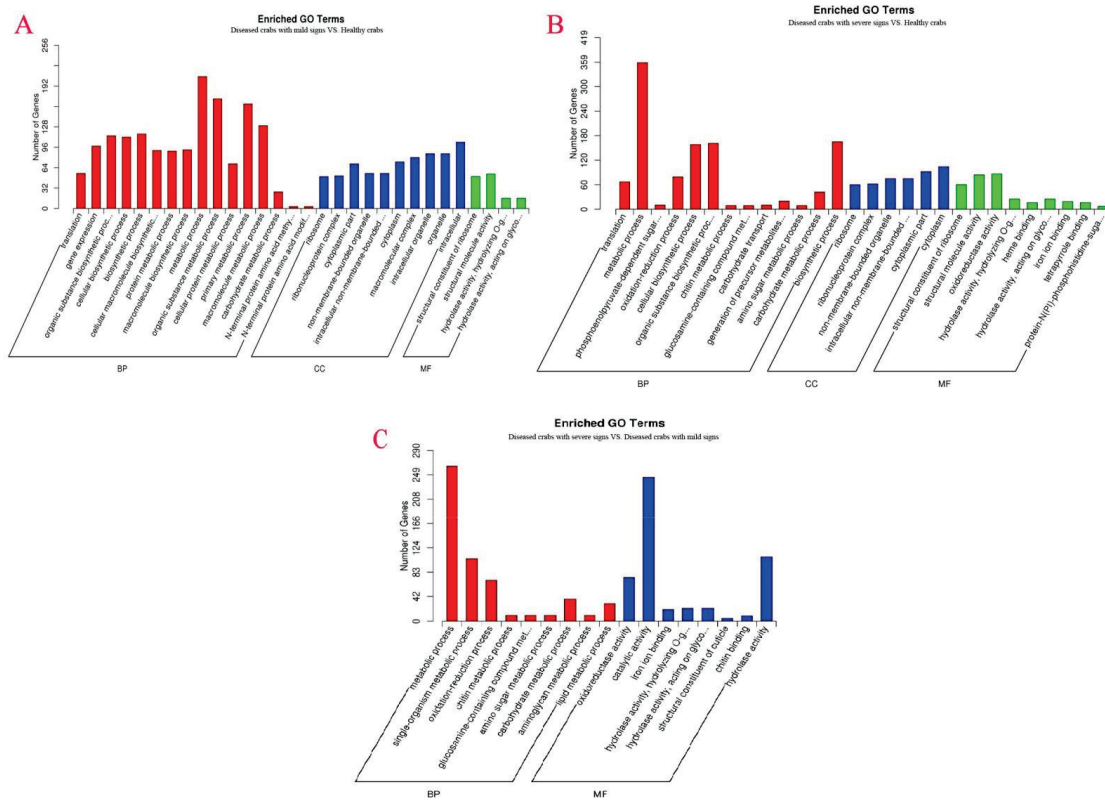 A
Enriched GO Terms
Diseased crabs with mild signs VS. Healthy crabs
Number of Genes
256
192
128
96
64
32
0
Translation
gene expression
organic substance biosynthetic proc...
cellular biosynthetic process
biosynthetic process
cellular macromolecule biosynthetic...
protein metabolic process
macromolecule biosynthetic process
metabolic process
organic substance metabolic process
cellular protein metabolic process
primary metabolic process
macromolecule metabolic process
carbohydrate metabolic process
N-terminal protein amino acid methy...
N-terminal protein amino acid modif...
ribosome
ribonucleoprotein complex
cytoplasmic part
non-membrane-bounded organelle
intracellular non-membrane-bounded ...
cytoplasm
macromolecular complex
intracellular organelle
organelle
intracellular
structural constituent of ribosome
structural molecule activity
hydrolase activity, hydrolyzing O-g...
hydrolase activity, acting on glyco...
BP
CC
MF
B
Enriched GO Terms
Diseased crabs with severe signs VS. Healthy crabs
Number of Genes
419
359
300
240
180
120
60
0
Translation
metabolic process
phosphoenolpyruvate-dependent sugar...
oxidation-reduction process
cellular biosynthetic process
organic substance biosynthetic proc...
chitin metabolic process
glucosamine-containing compound met...
carbohydrate transport
generation of precursor metabolites...
amino sugar metabolic process
carbohydrate metabolic process
biosynthetic process
ribosome
ribonucleoprotein complex
non-membrane-bounded organelle
intracellular non-membrane-bounded ...
cytoplasmic part
cytoplasm
structural constituent of ribosome
structural molecule activity
oxidoreductase activity
hydrolase activity, hydrolyzing O-g...
heme binding
hydrolase activity, acting on glyco...
iron ion binding
tetrapyrrole binding
protein-N(PI)-phosphohistidine-suga...
BP
CC
MF
C
Enriched GO Terms
Diseased crabs with severe signs VS. Diseased crabs with mild signs
Number of Genes
290
249
208
166
124
83
42
0
metabolic process
single-organism metabolic process
oxidation-reduction process
chitin metabolic process
glucosamine-containing compound met...
amino sugar metabolic process
carbohydrate metabolic process
aminoglycan metabolic process
lipid metabolic process
oxidoreductase activity
catalytic activity
iron ion binding
hydrolase activity, hydrolyzing O-g...
hydrolase activity, acting on glyco...
structural constituent of cuticle
chitin binding
hydrolase activity
BP
MF